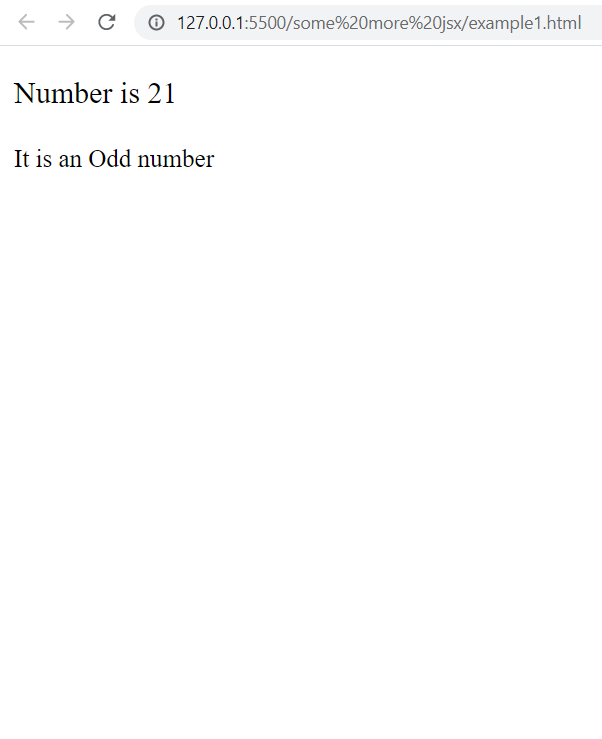 127.0.0.1:5500/some%20more%20jsx/example1.html
Number is 21
It is an Odd number